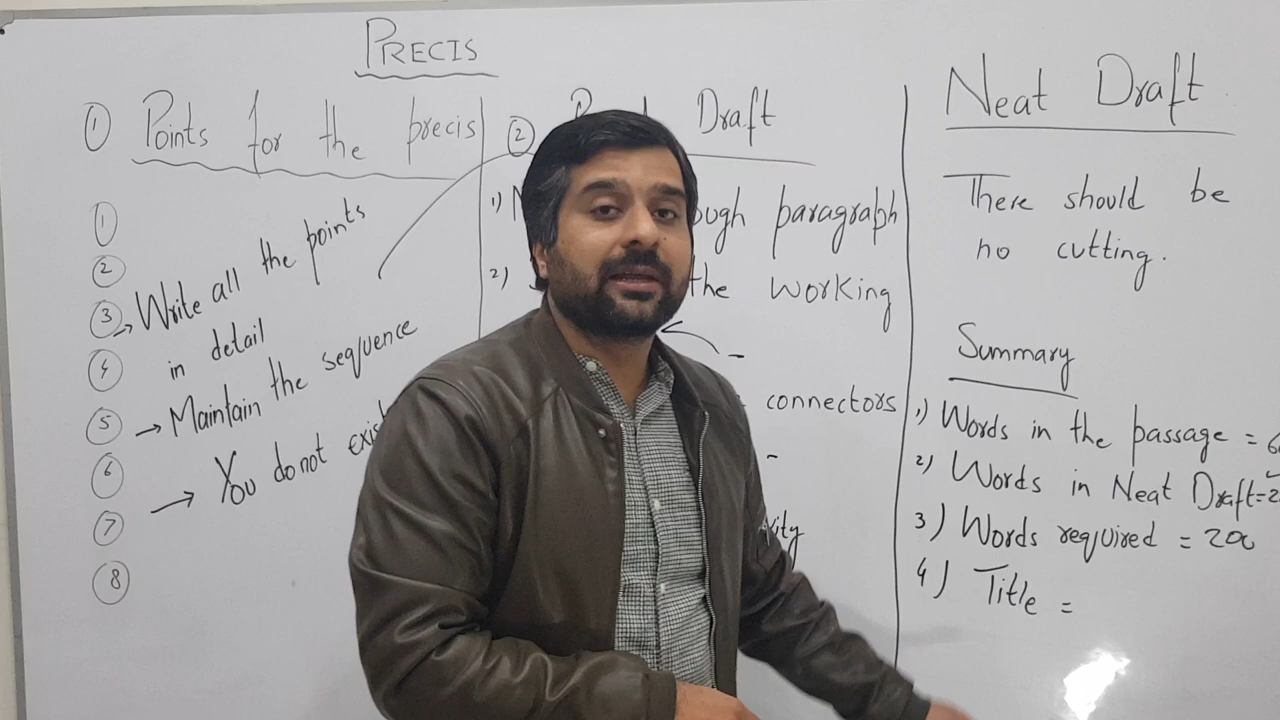 PRECIS
① Points for the precis
①
②
③
④
⑤
⑥
⑦
⑧
→ Write all the points
in detail
→ Maintain the sequence
→ You do not
② Draft
1) paragraph
2) the working
-
connectors
-
Neat Draft
There should be
no cutting.
Summary
1) Words in the passage =
2) Words in Neat Draft =
3) Words required = 200
4) Title =